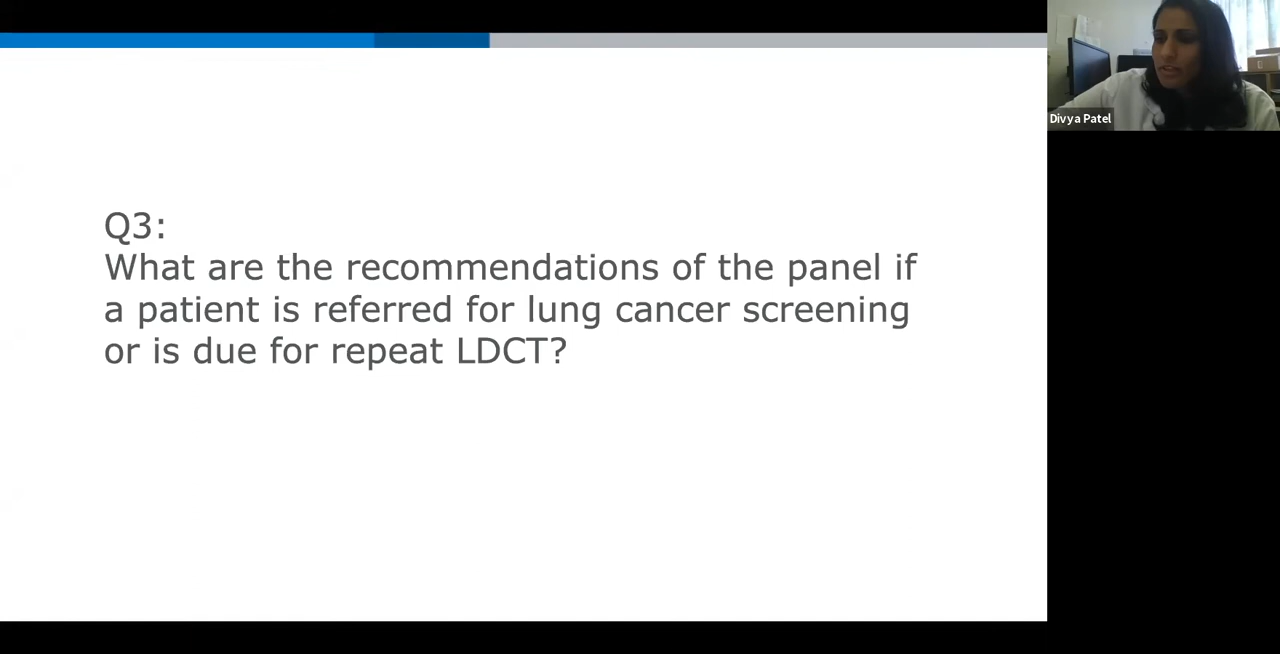 Divya Patel
Q3:
What are the recommendations of the panel if
a patient is referred for lung cancer screening
or is due for repeat LDCT?